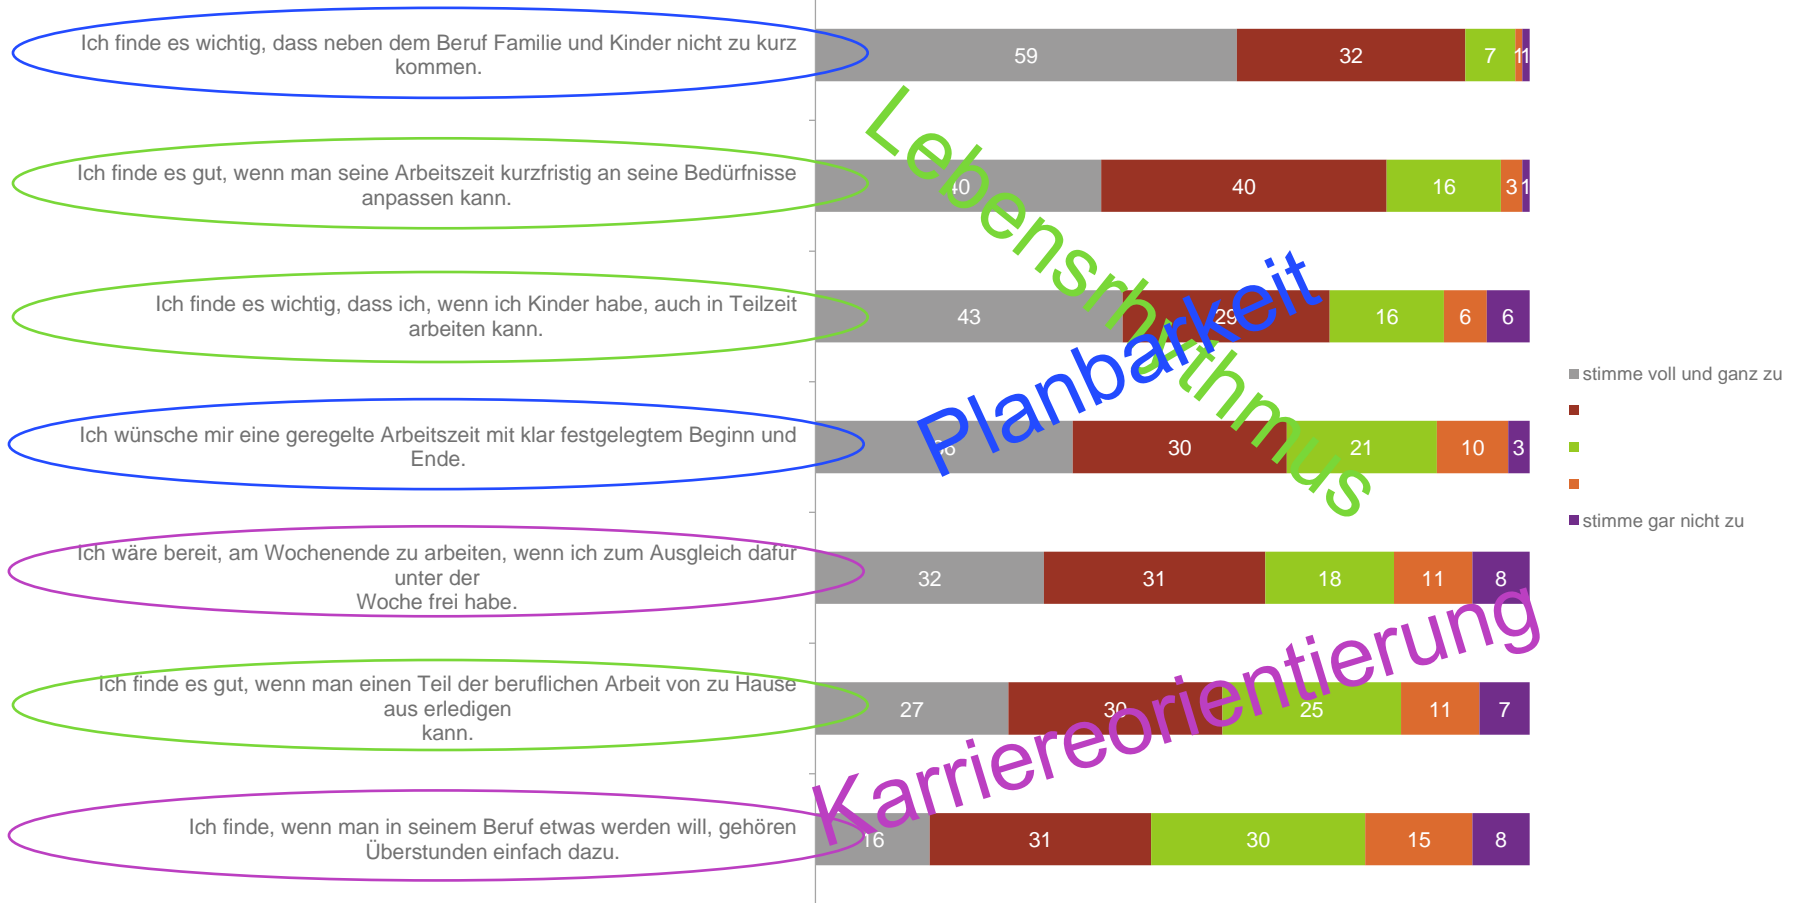 Ich finde es wichtig, dass neben dem Beruf Familie und Kinder nicht zu kurz
kommen.
59 32 7 1 1
Ich finde es gut, wenn man seine Arbeitszeit kurzfristig an seine Bedürfnisse
anpassen kann.
40 40 16 3 1
Ich finde es wichtig, dass ich, wenn ich Kinder habe, auch in Teilzeit
arbeiten kann.
43 29 16 6 6
Ich wünsche mir eine geregelte Arbeitszeit mit klar festgelegtem Beginn und
Ende.
30 21 10 3
Ich wäre bereit, am Wochenende zu arbeiten, wenn ich zum Ausgleich dafür
unter der
Woche frei habe.
32 31 18 11 8
Ich finde es gut, wenn man einen Teil der beruflichen Arbeit von zu Hause
aus erledigen
kann.
27 30 25 11 7
Ich finde, wenn man in seinem Beruf etwas werden will, gehören
Überstunden einfach dazu.
16 31 30 15 8
Lebensrhythmus
Planbarkeit
Karriereorientierung
stimme voll und ganz zu
stimme gar nicht zu